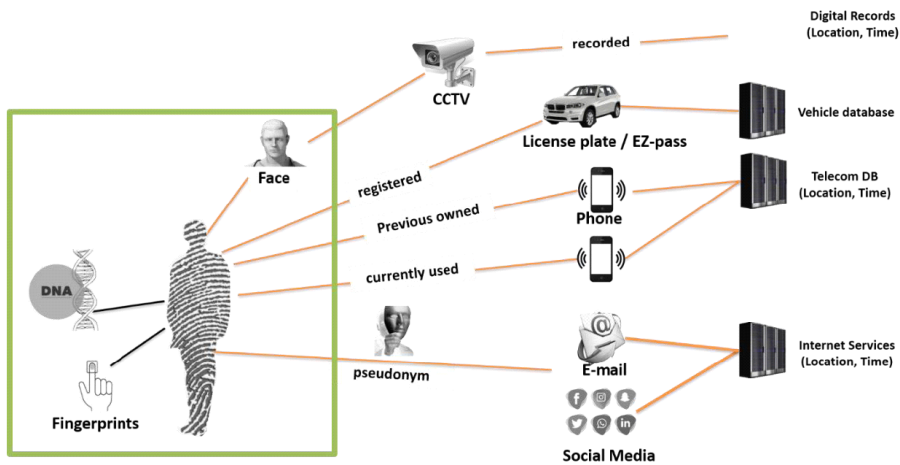 Digital Records
(Location, Time)
recorded
CCTV
Vehicle database
License plate / EZ-pass
Face
registered
Telecom DB
(Location, Time)
Previous owned
Phone
currently used
DNA
Internet Services
(Location, Time)
@
E-mail
pseudonym
f
in
Fingerprints
Social Media